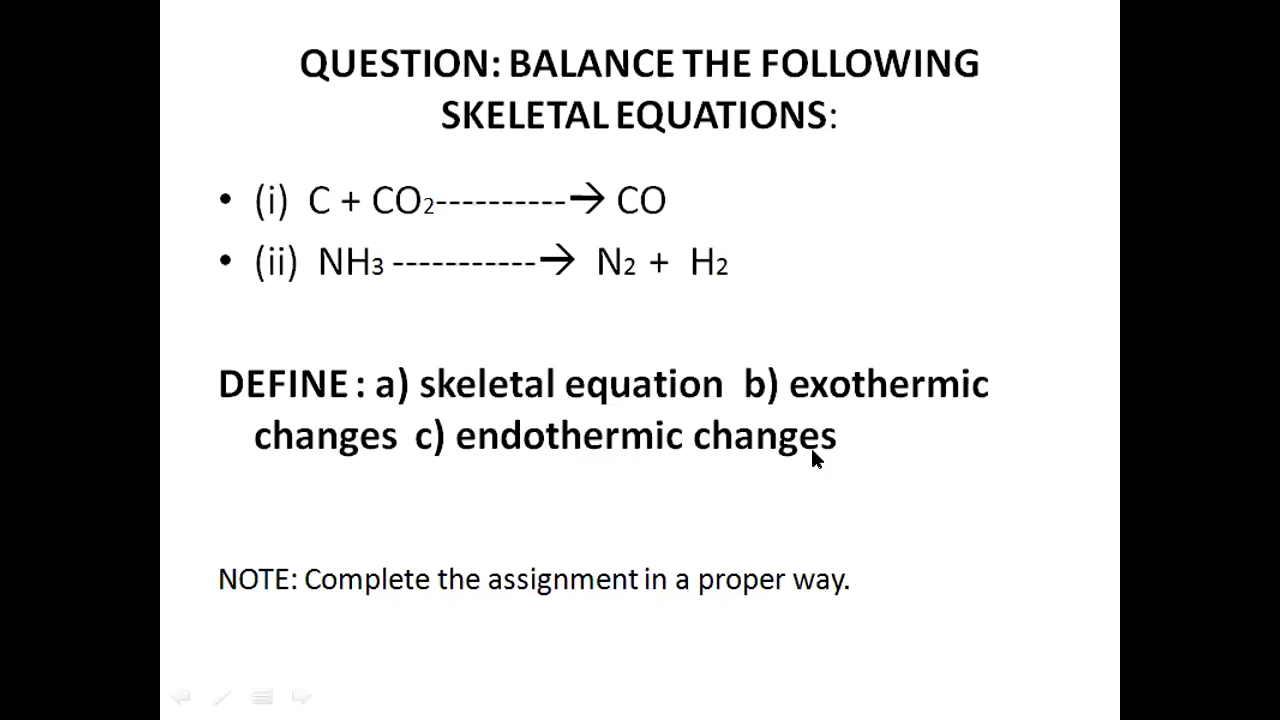 QUESTION: BALANCE THE FOLLOWING
SKELETAL EQUATIONS:
• (i) C + CO2----------→ CO
• (ii) NH3 -----------→ N2 + H2
DEFINE : a) skeletal equation b) exothermic
changes c) endothermic changes
NOTE: Complete the assignment in a proper way.